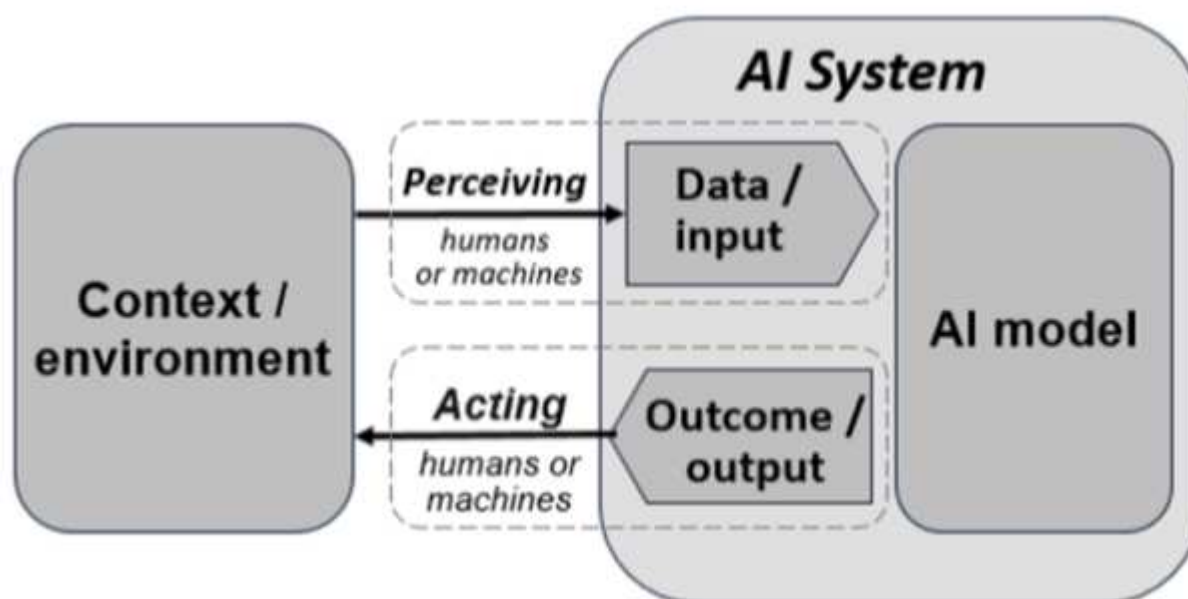 AI System
Perceiving
humans
or machines
Data /
input
Context /
environment
AI model
Acting
humans or
machines
Outcome /
output